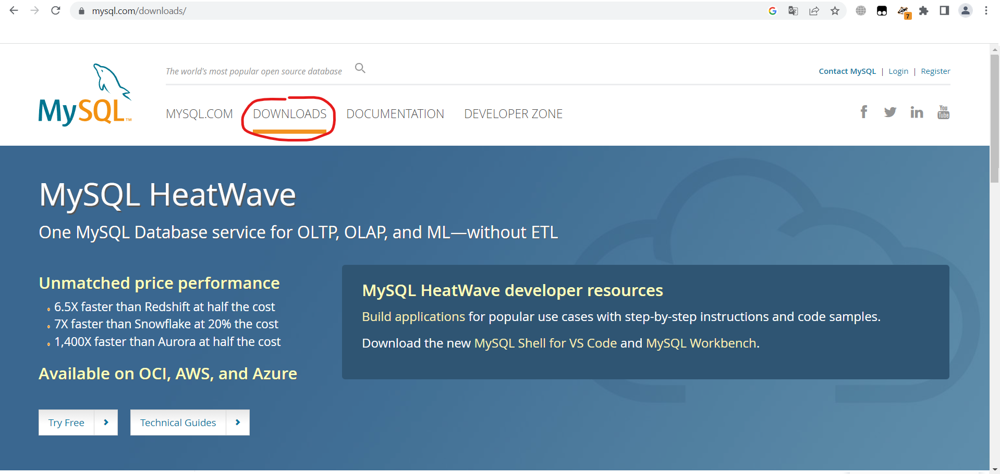 mysql.com/downloads/
7
The world's most popular open source database
Contact MySQL | Login | Register
MySQL™
MYSQL.COM DOWNLOADS DOCUMENTATION DEVELOPER ZONE
You Tube
MySQL HeatWave
One MySQL Database service for OLTP, OLAP, and ML—without ETL
Unmatched price performance
6.5X faster than Redshift at half the cost
7X faster than Snowflake at 20% the cost
1,400X faster than Aurora at half the cost
Available on OCI, AWS, and Azure
Try Free
Technical Guides
MySQL HeatWave developer resources
Build applications for popular use cases with step-by-step instructions and code samples.
Download the new MySQL Shell for VS Code and MySQL Workbench.